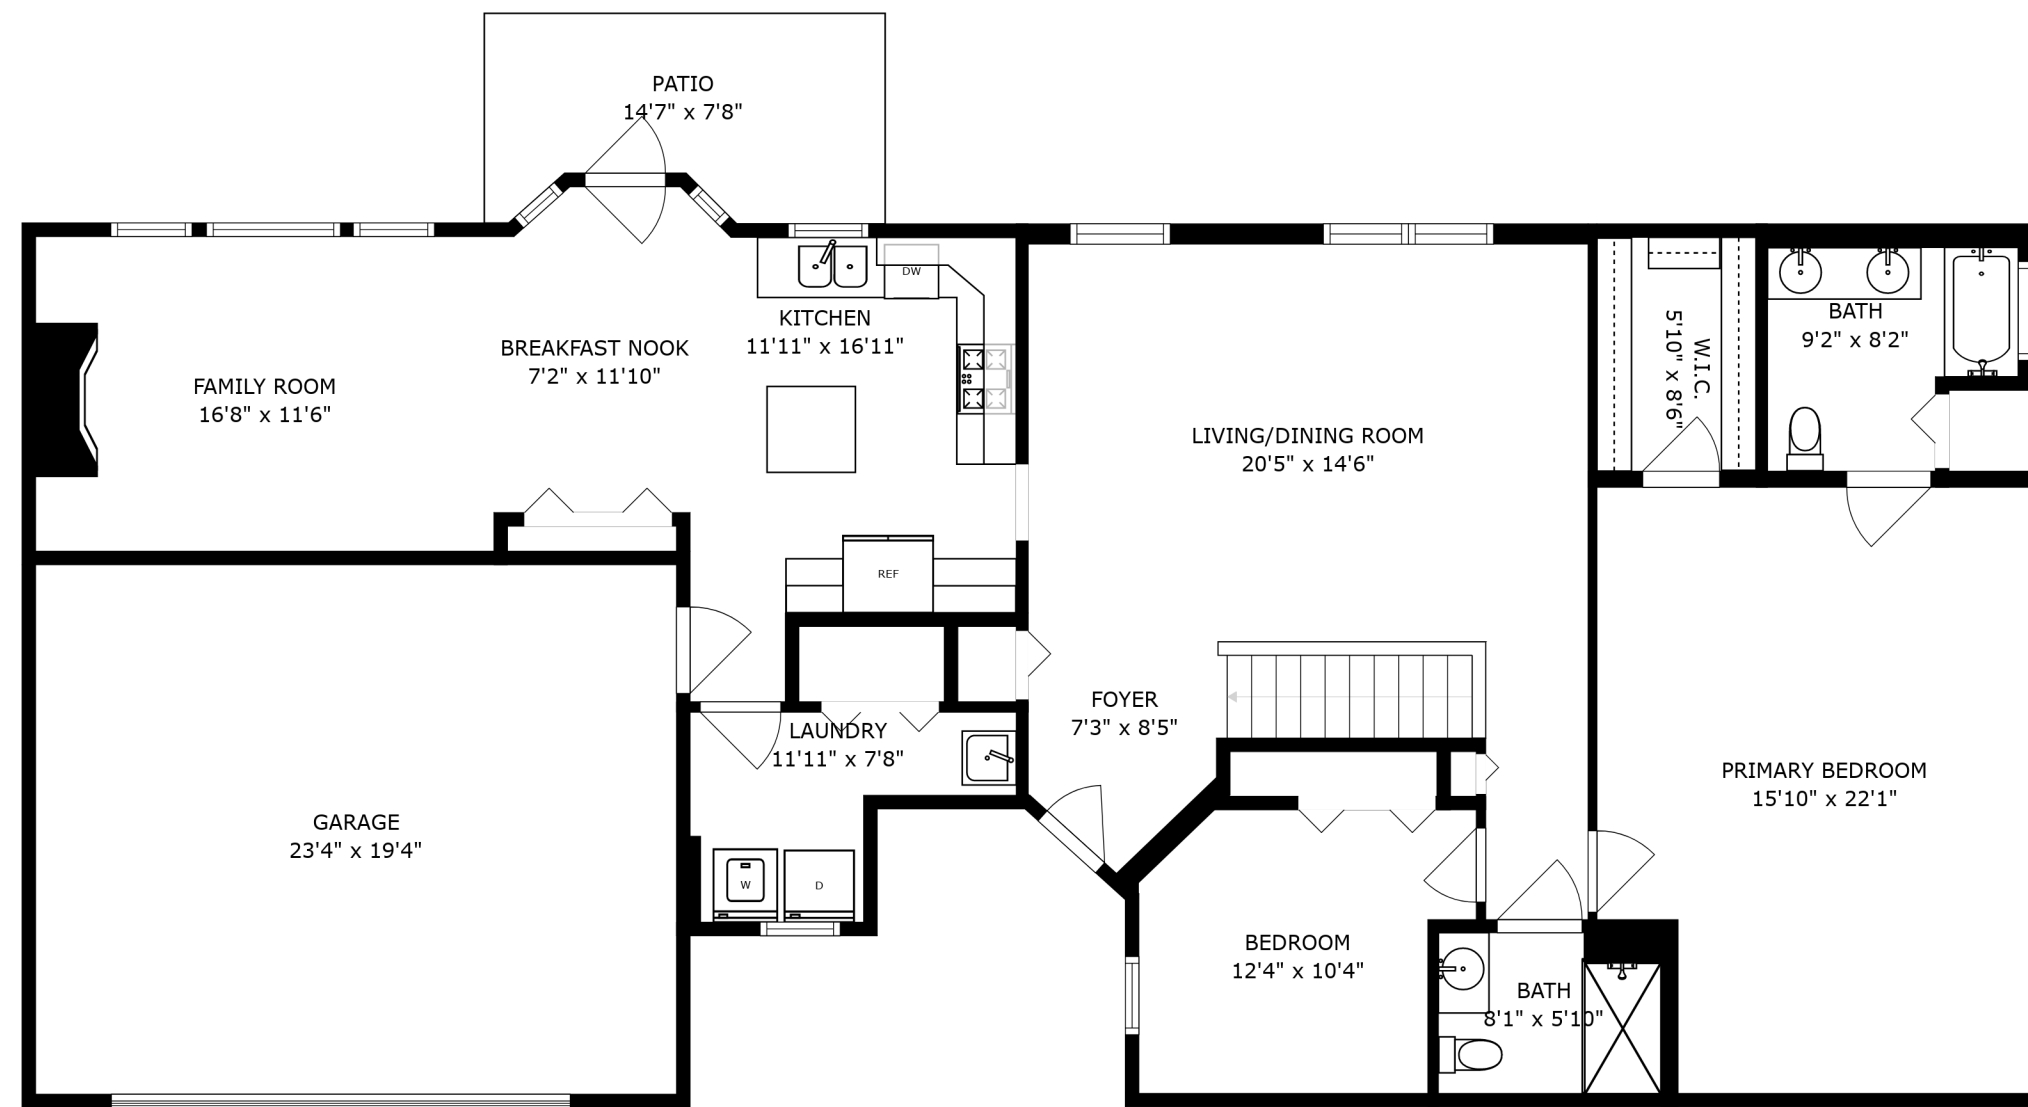 PATIO
14'7" x 7'8"
DW
KITCHEN
11'11" x 16'11"
BREAKFAST NOOK
7'2" x 11'10"
FAMILY ROOM
16'8" x 11'6"
LIVING/DINING ROOM
20'5" x 14'6"
W.I.C.
5'10" x 8'6"
BATH
9'2" x 8'2"
REF
FOYER
7'3" x 8'5"
LAUNDRY
11'11" x 7'8"
PRIMARY BEDROOM
15'10" x 22'1"
GARAGE
23'4" x 19'4"
W
D
BEDROOM
12'4" x 10'4"
BATH
8'1" x 5'10"